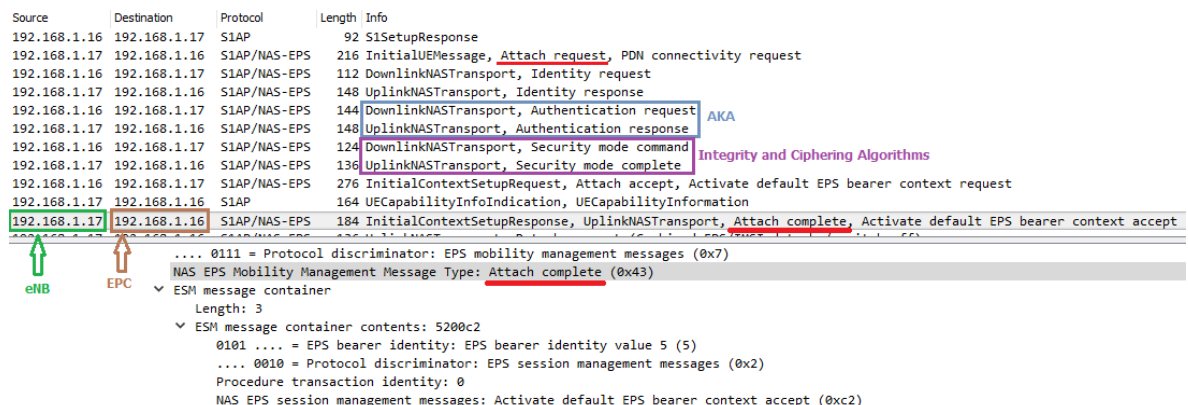 Source Destination Protocol Length Info
192.168.1.16 192.168.1.17 S1AP 92 S1SetupResponse
192.168.1.17 192.168.1.16 S1AP/NAS-EPS 216 InitialUEMessage, Attach request, PDN connectivity request
192.168.1.16 192.168.1.17 S1AP/NAS-EPS 112 DownlinkNASTransport, Identity request
192.168.1.17 192.168.1.16 S1AP/NAS-EPS 148 UplinkNASTransport, Identity response
192.168.1.16 192.168.1.17 S1AP/NAS-EPS 144 DownlinkNASTransport, Authentication request
AKA
192.168.1.17 192.168.1.16 S1AP/NAS-EPS 148 UplinkNASTransport, Authentication response
192.168.1.16 192.168.1.17 S1AP/NAS-EPS 124 DownlinkNASTransport, Security mode command
Integrity and Ciphering Algorithms
192.168.1.17 192.168.1.16 S1AP/NAS-EPS 136 UplinkNASTransport, Security mode complete
192.168.1.16 192.168.1.17 S1AP/NAS-EPS 276 InitialContextSetupRequest, Attach accept, Activate default EPS bearer context request
192.168.1.17 192.168.1.16 S1AP 164 UECapabilityInfoIndication, UECapabilityInformation
192.168.1.17 192.168.1.16 S1AP/NAS-EPS 184 InitialContextSetupResponse, UplinkNASTransport, Attach complete, Activate default EPS bearer context accept
.... 0111 = Protocol discriminator: EPS mobility management messages (0x7)
NAS EPS Mobility Management Message Type: Attach complete (0x43)
eNB
EPC
ESM message container
Length: 3
ESM message container contents: 5200c2
0101 .... = EPS bearer identity: EPS bearer identity value 5 (5)
.... 0010 = Protocol discriminator: EPS session management messages (0x2)
Procedure transaction identity: 0
NAS EPS session management messages: Activate default EPS bearer context accept (0xc2)